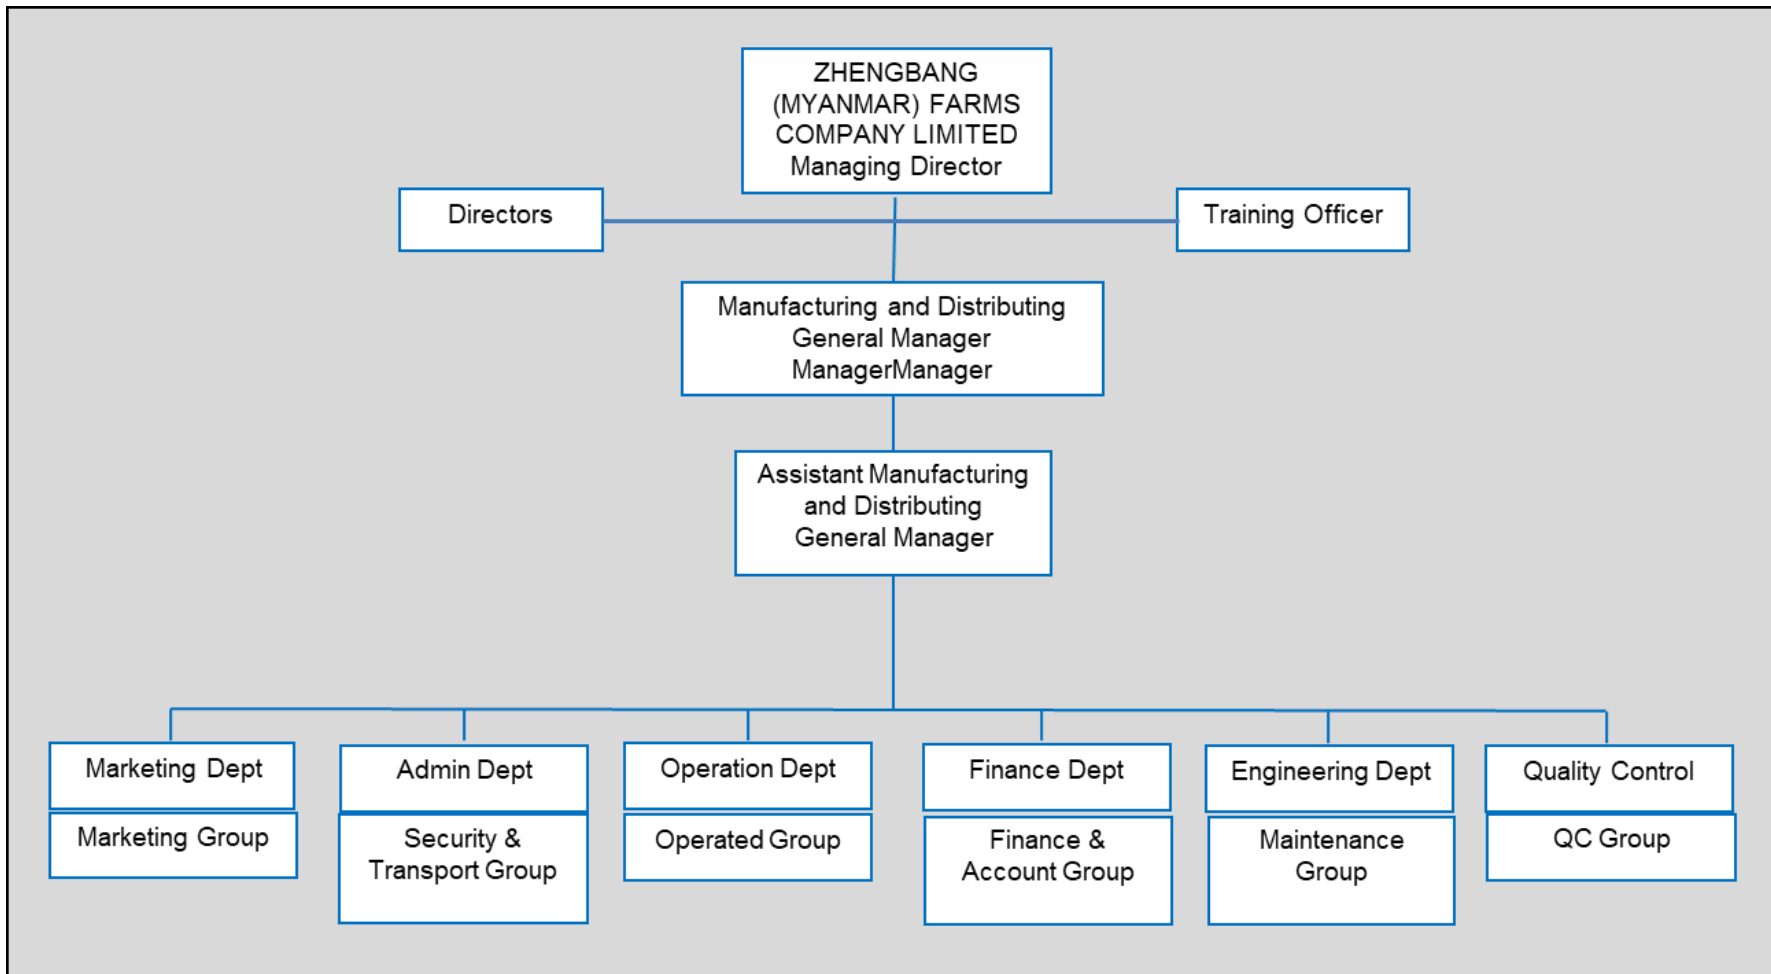 ZHENGBANG
(MYANMAR) FARMS
COMPANY LIMITED
Managing Director
Directors
Training Officer
Manufacturing and Distributing
General Manager
ManagerManager
Assistant Manufacturing
and Distributing
General Manager
Marketing Dept
Admin Dept
Operation Dept
Finance Dept
Engineering Dept
Quality Control
Marketing Group
Security &
Transport Group
Operated Group
Finance &
Account Group
Maintenance
Group
QC Group